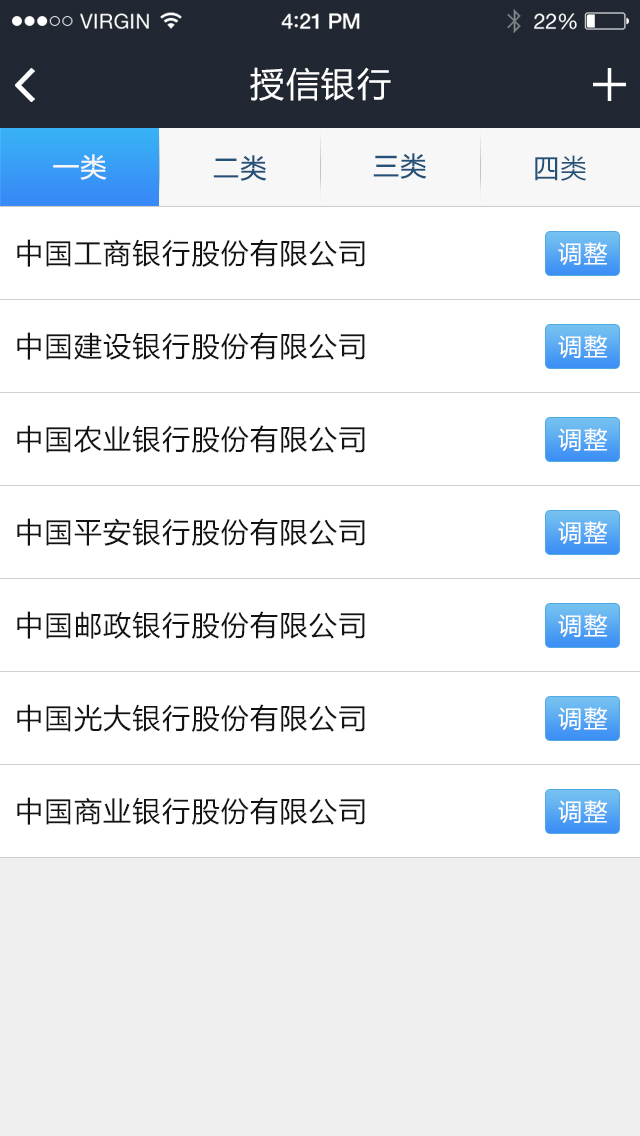 VIRGIN 4:21 PM 22%
授信银行
一类 二类 三类 四类
中国工商银行股份有限公司 调整
中国建设银行股份有限公司 调整
中国农业银行股份有限公司 调整
中国平安银行股份有限公司 调整
中国邮政银行股份有限公司 调整
中国光大银行股份有限公司 调整
中国商业银行股份有限公司 调整